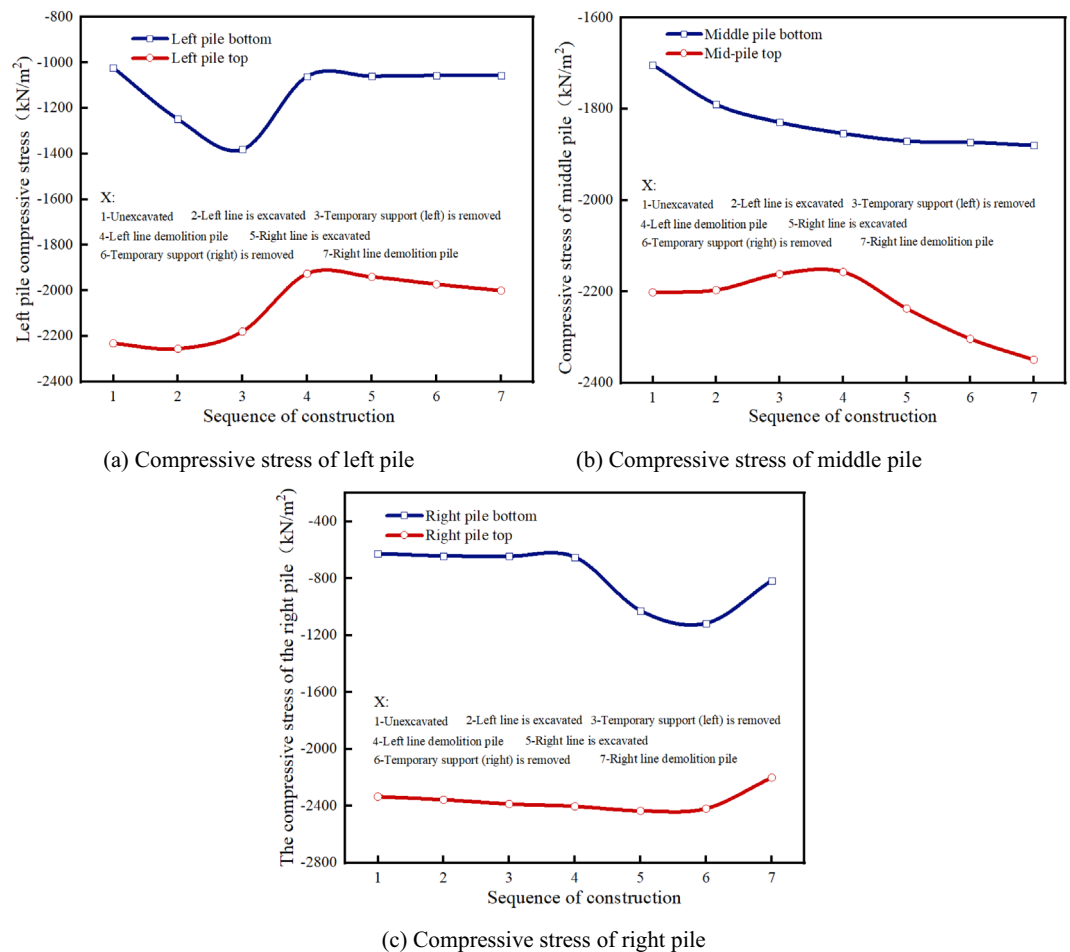 -800
-1000
-1200
-1400
-1600
-1800
-2000
-2200
-2400
Left pile compressive stress（kN/m²）
Left pile bottom
Left pile top
X:
1-Unexcavated 2-Left line is excavated 3-Temporary support (left) is removed
4-Left line demolition pile 5-Right line is excavated
6-Temporary support (right) is removed 7-Right line demolition pile
1 2 3 4 5 6 7
Sequence of construction
(a) Compressive stress of left pile
-1600
-1800
-2000
-2200
-2400
Compressive stress of middle pile（kN/m²）
Middle pile bottom
Mid-pile top
X:
1-Unexcavated 2-Left line is excavated 3-Temporary support (left) is removed
4-Left line demolition pile 5-Right line is excavated
6-Temporary support (right) is removed 7-Right line demolition pile
1 2 3 4 5 6 7
Sequence of construction
(b) Compressive stress of middle pile
-400
-800
-1200
-1600
-2000
-2400
-2800
The compressive stress of the right pile（kN/m²）
Right pile bottom
Right pile top
X:
1-Unexcavated 2-Left line is excavated 3-Temporary support (left) is removed
4-Left line demolition pile 5-Right line is excavated
6-Temporary support (right) is removed 7-Right line demolition pile
1 2 3 4 5 6 7
Sequence of construction
(c) Compressive stress of right pile